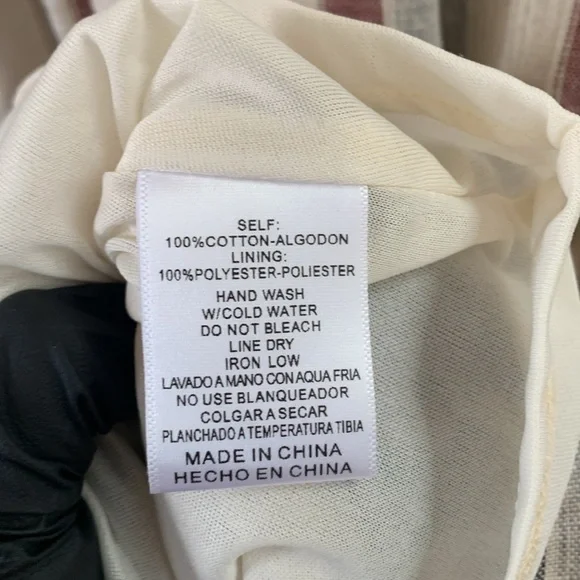 SELF:
100%COTTON-ALGODON
LINING:
100%POLYESTER-POLIESTER
HAND WASH
W/COLD WATER
DO NOT BLEACH
LINE DRY
IRON LOW
LAVADO A MANO CON AQUA FRIA
NO USE BLANQUEADOR
COLGAR A SECAR
PLANCHADO A TEMPERATURA TIBIA
MADE IN CHINA
HECHO EN CHINA